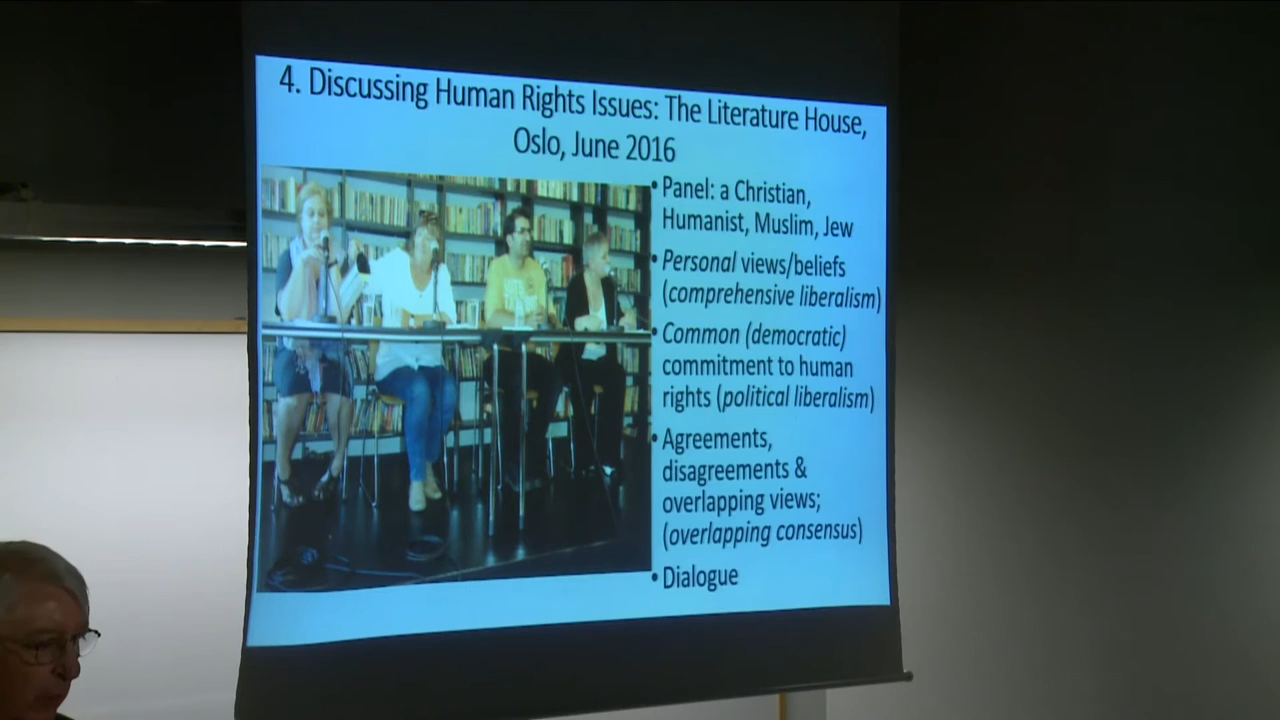 4. Discussing Human Rights Issues: The Literature House,
Oslo, June 2016
• Panel: a Christian,
Humanist, Muslim, Jew
• Personal views/beliefs
(comprehensive liberalism)
• Common (democratic)
commitment to human
rights (political liberalism)
• Agreements,
disagreements &
overlapping views;
(overlapping consensus)
• Dialogue